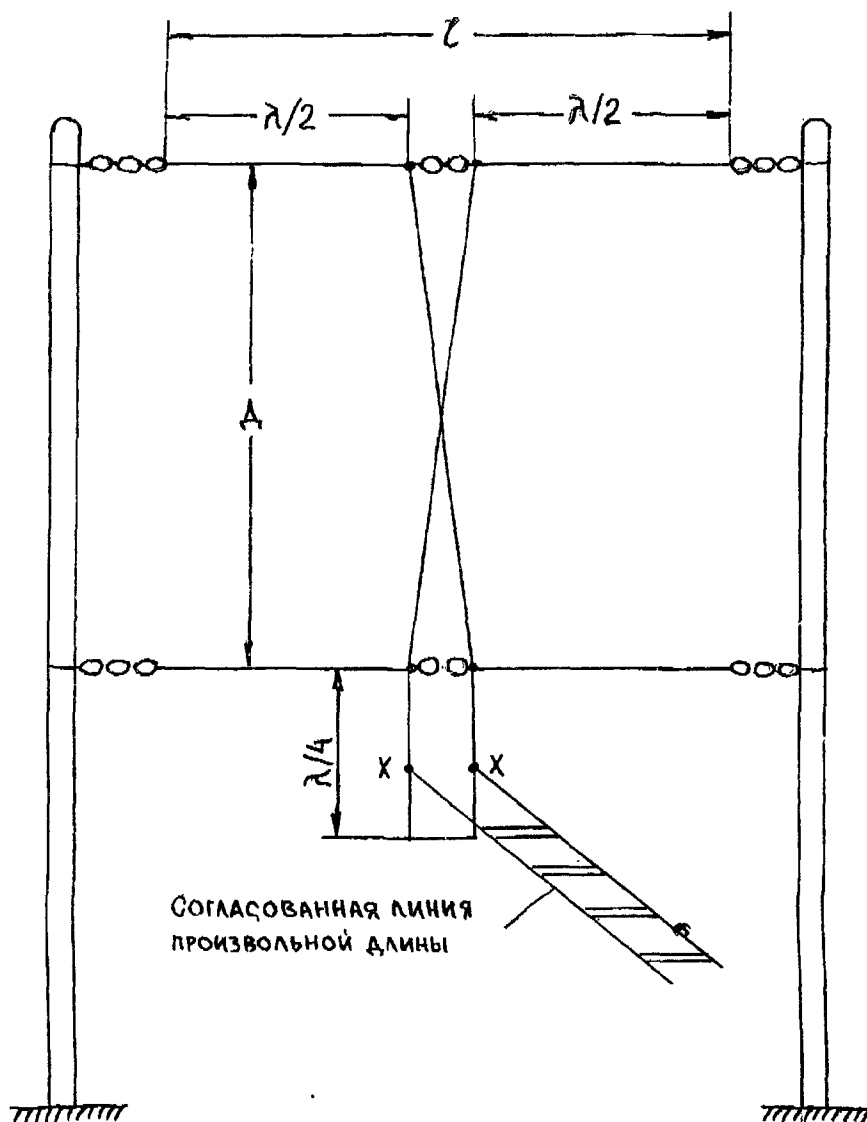 ℓ
λ/2
λ/2
Д
λ/4
X
X
СОГЛАСОВАННАЯ ЛИНИЯ
ПРОИЗВОЛЬНОЙ ДЛИНЫ